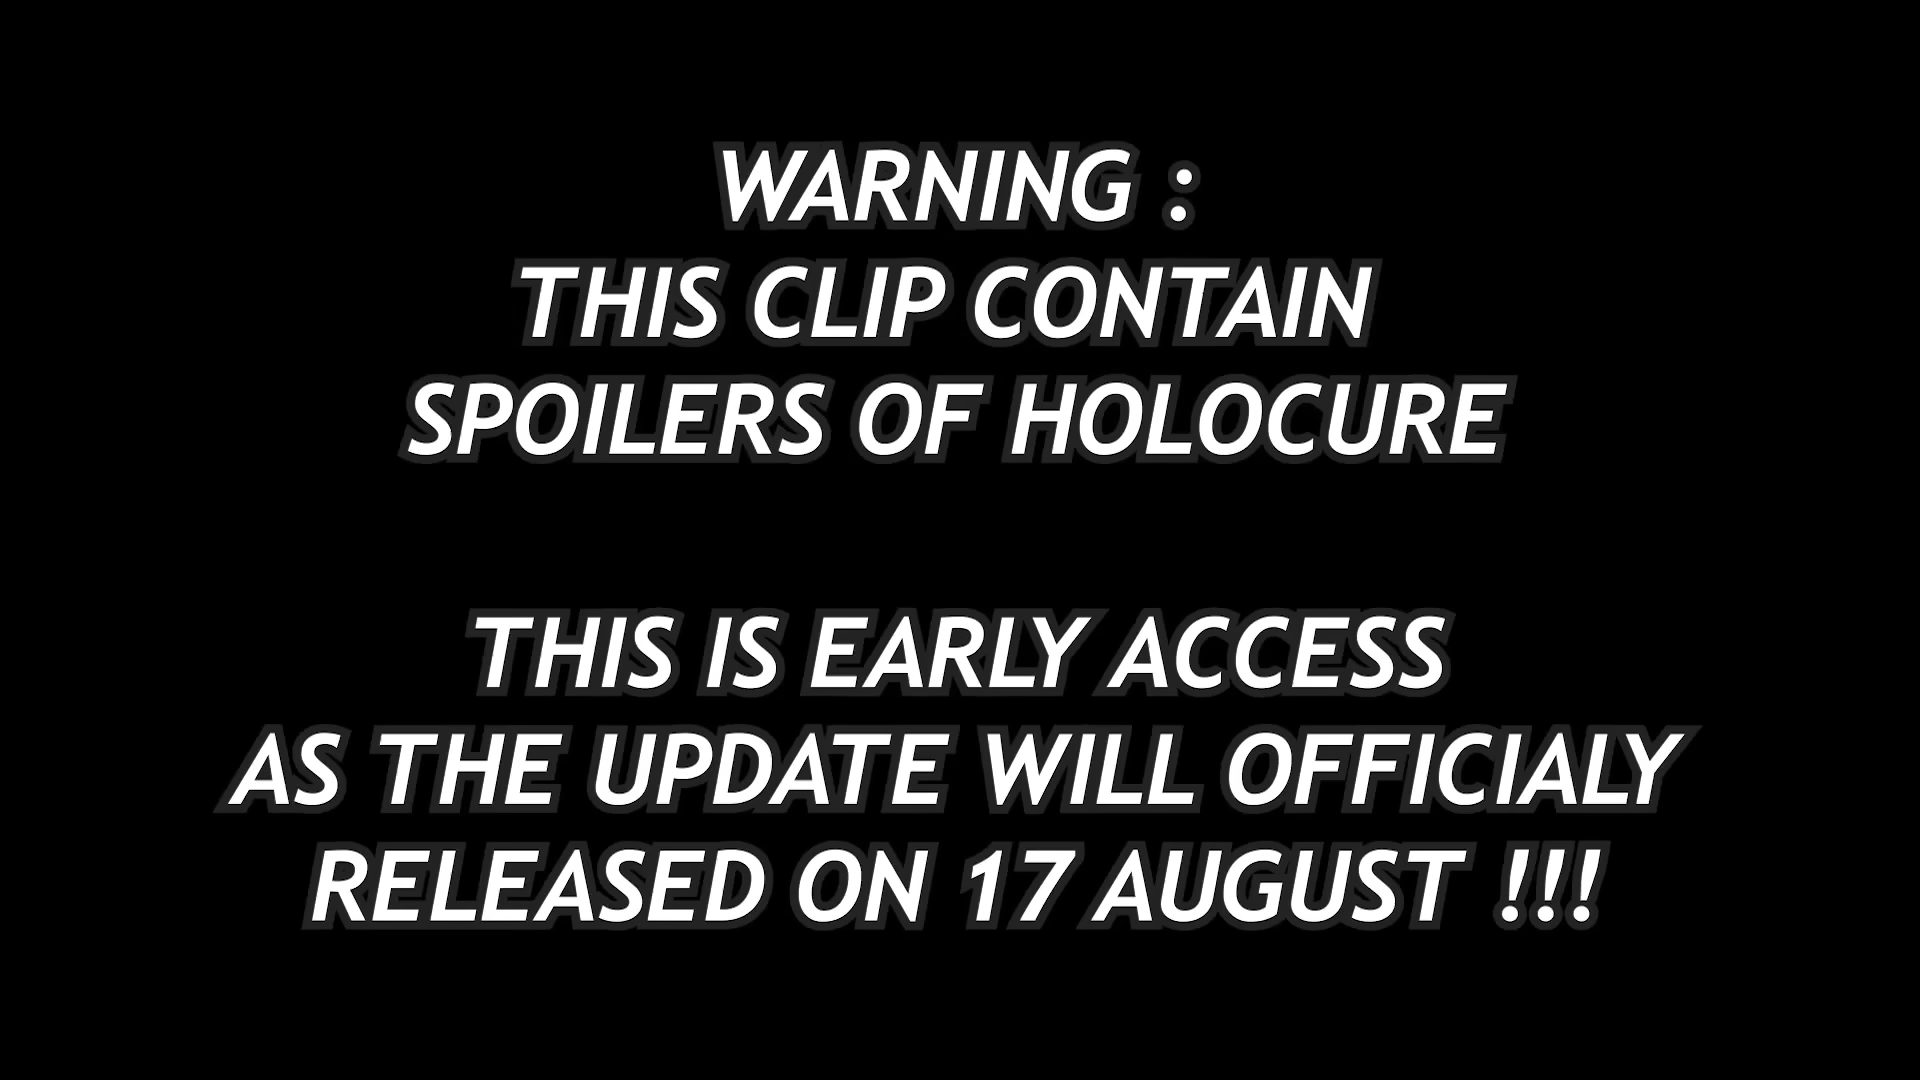 WARNING :
THIS CLIP CONTAIN
SPOILERS OF HOLOCURE
THIS IS EARLY ACCESS
AS THE UPDATE WILL OFFICIALY
RELEASED ON 17 AUGUST !!!